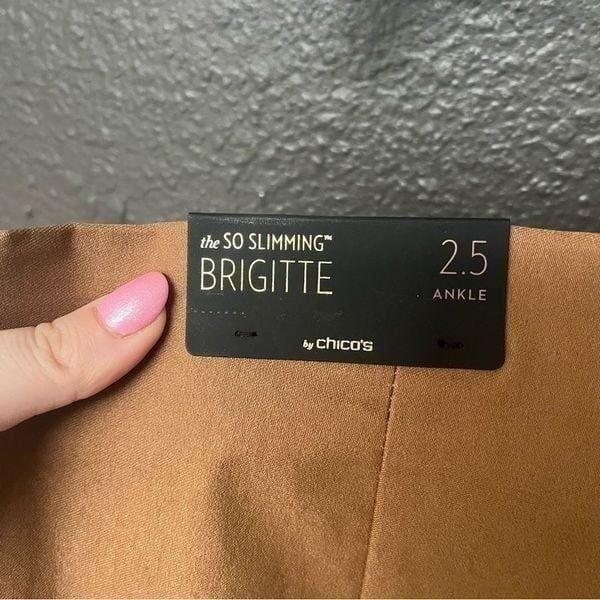 the SO SLIMMING™
BRIGITTE
2.5
ANKLE
by chico's